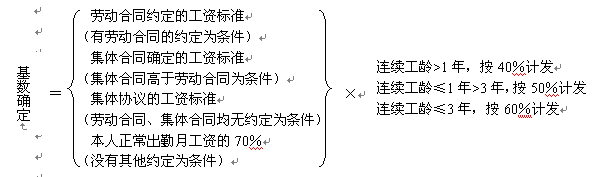 基数确定
=
劳动合同约定的工资标准
(有劳动合同的约定为条件)
集体合同确定的工资标准
(集体合同高于劳动合同为条件)
集体协议的工资标准
(劳动合同、集体合同均无约定为条件)
本人正常出勤月工资的 70%
(没有其他约定为条件)
×
连续工龄>1 年，按 40%计发
连续工龄≤1 年>3 年，按 50%计发
连续工龄≤3 年，按 60%计发